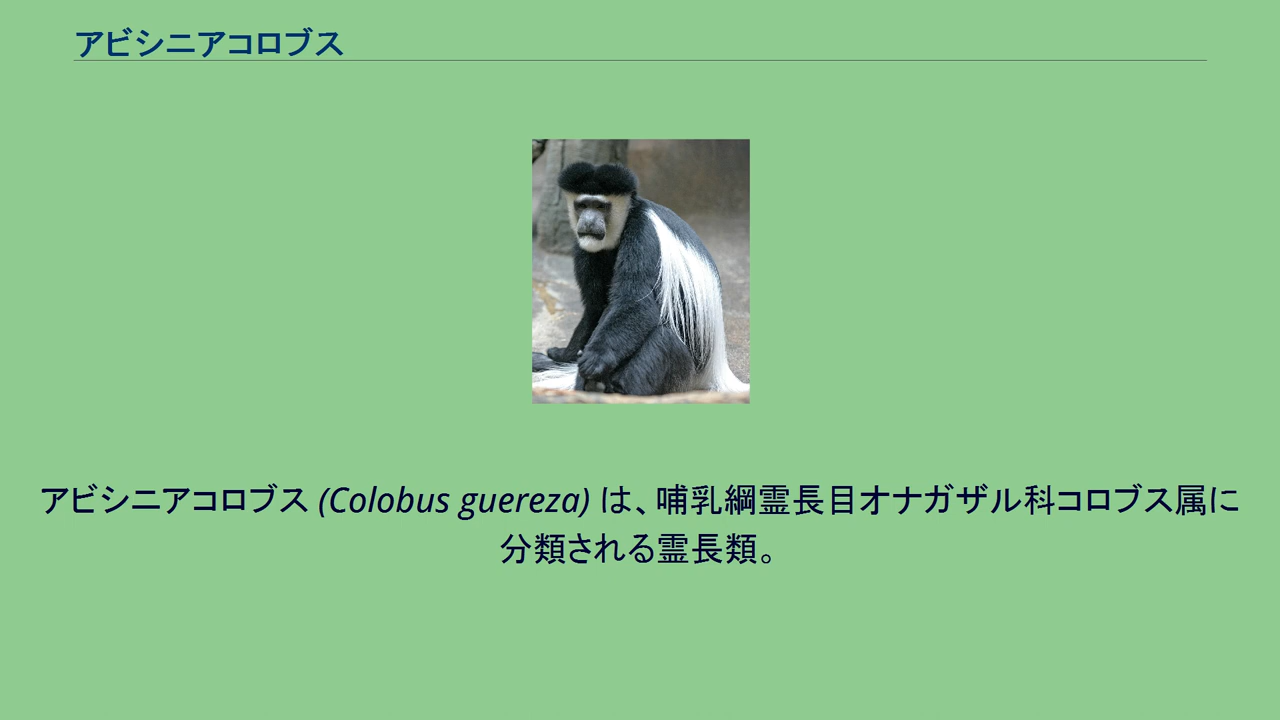 アビシニアコロブス
アビシニアコロブス (Colobus guereza) は、哺乳綱霊長目オナガザル科コロブス属に
分類される霊長類。